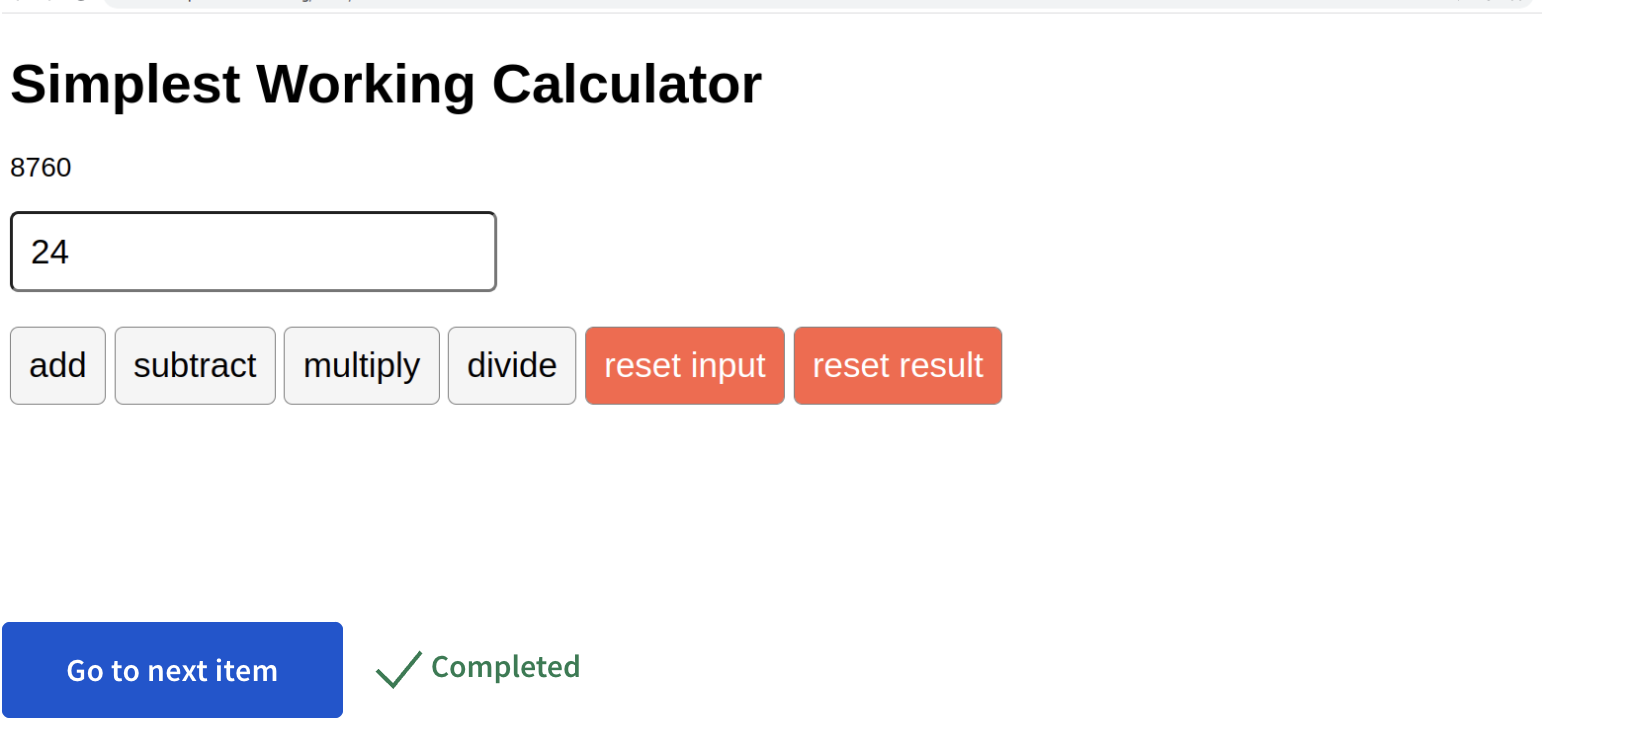 Simplest Working Calculator
8760
24
add subtract multiply divide reset input reset result
Go to next item Completed